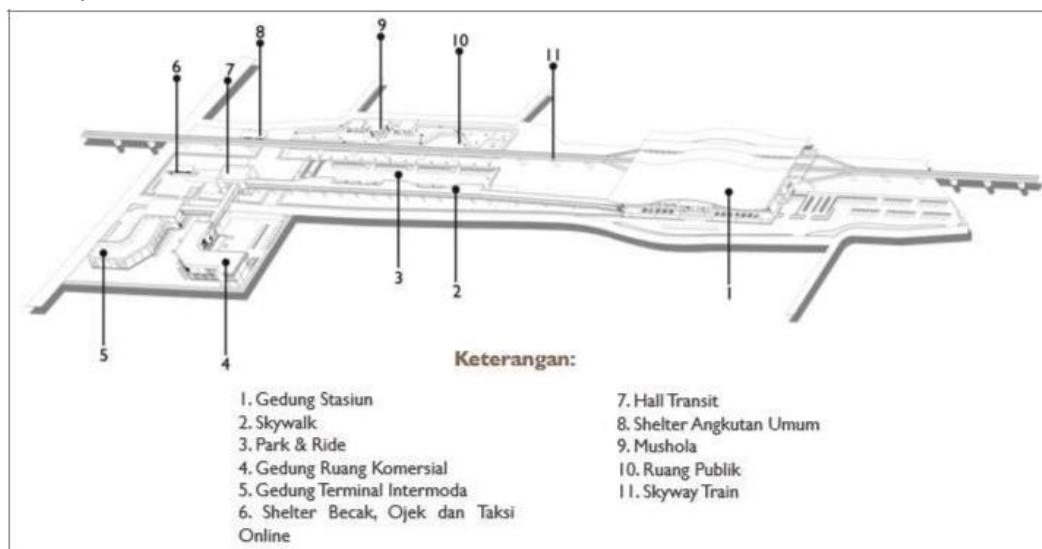 9
8
10
11
6
7
3
2
1
5
4
Keterangan:
1. Gedung Stasiun
2. Skywalk
3. Park & Ride
4. Gedung Ruang Komersial
5. Gedung Terminal Intermoda
6. Shelter Becak, Ojek dan Taksi
Online
7. Hall Transit
8. Shelter Angkutan Umum
9. Mushola
10. Ruang Publik
11. Skyway Train